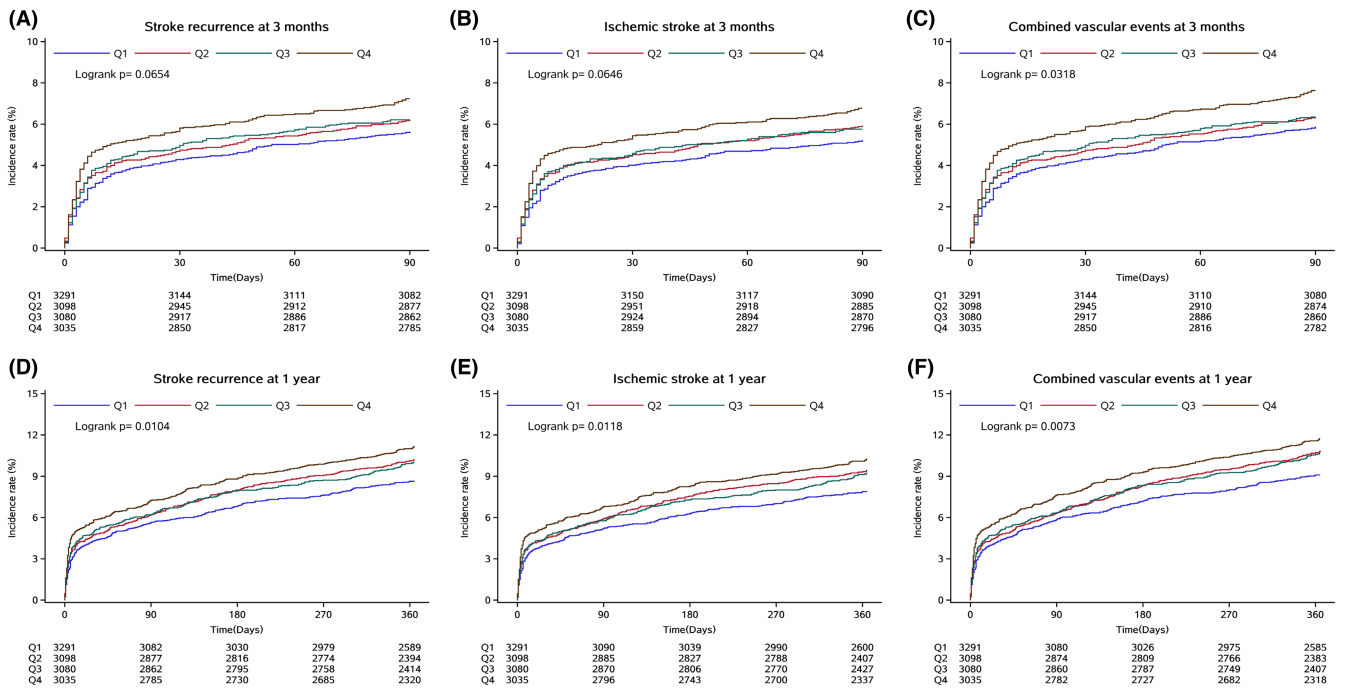 (A)
Stroke recurrence at 3 months
Q1 Q2 Q3 Q4
Logrank p= 0.0654
Incidence rate (%)
10
8
6
4
2
0
0 30 60 90
Time(Days)
Q1 3291 3144 3111 3082
Q2 3098 2945 2912 2877
Q3 3080 2917 2886 2862
Q4 3035 2850 2817 2785
(B)
Ischemic stroke at 3 months
Q1 Q2 Q3 Q4
Logrank p= 0.0646
Incidence rate (%)
10
8
6
4
2
0
0 30 60 90
Time(Days)
Q1 3291 3150 3117 3090
Q2 3098 2951 2918 2885
Q3 3080 2924 2894 2870
Q4 3035 2859 2827 2796
(C)
Combined vascular events at 3 months
Q1 Q2 Q3 Q4
Logrank p= 0.0318
Incidence rate (%)
10
8
6
4
2
0
0 30 60 90
Time(Days)
Q1 3291 3144 3110 3080
Q2 3098 2945 2910 2874
Q3 3080 2917 2886 2860
Q4 3035 2850 2816 2782
(D)
Stroke recurrence at 1 year
Q1 Q2 Q3 Q4
Logrank p= 0.0104
Incidence rate (%)
15
12
9
6
3
0
0 90 180 270 360
Time(Days)
Q1 3291 3082 3030 2979 2589
Q2 3098 2877 2816 2774 2394
Q3 3080 2862 2795 2758 2414
Q4 3035 2785 2730 2685 2320
(E)
Ischemic stroke at 1 year
Q1 Q2 Q3 Q4
Logrank p= 0.0118
Incidence rate (%)
15
12
9
6
3
0
0 90 180 270 360
Time(Days)
Q1 3291 3090 3039 2990 2600
Q2 3098 2885 2827 2788 2407
Q3 3080 2870 2806 2770 2427
Q4 3035 2796 2743 2700 2337
(F)
Combined vascular events at 1 year
Q1 Q2 Q3 Q4
Logrank p= 0.0073
Incidence rate (%)
15
12
9
6
3
0
0 90 180 270 360
Time(Days)
Q1 3291 3080 3026 2975 2585
Q2 3098 2874 2809 2766 2383
Q3 3080 2860 2787 2749 2407
Q4 3035 2782 2727 2682 2318